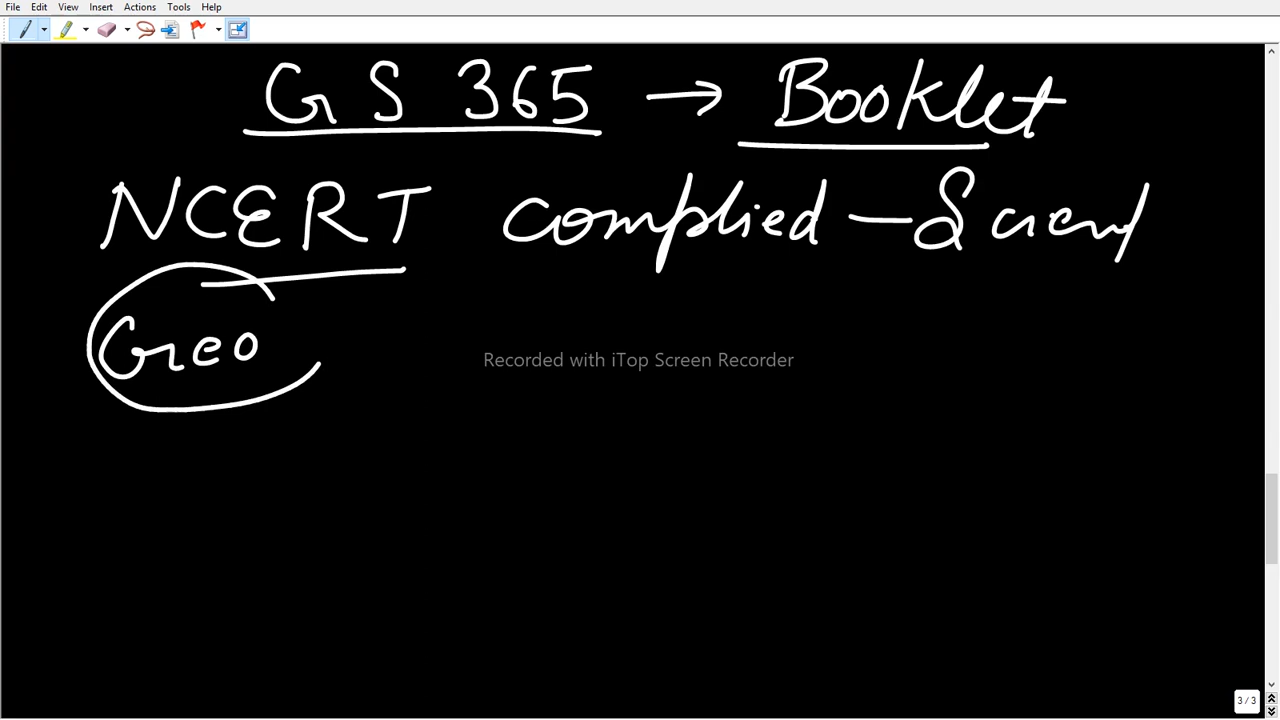 File Edit View Insert Actions Tools Help
GS 365 → Booklet
NCERT complied —
Geo
Recorded with iTop Screen Recorder
3/3